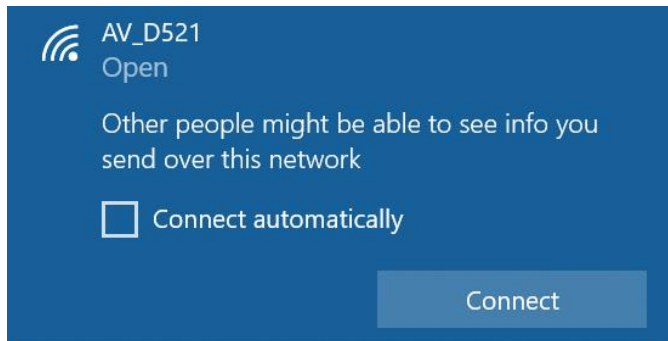 AV_D521
Open
Other people might be able to see info you
send over this network
Connect automatically
Connect